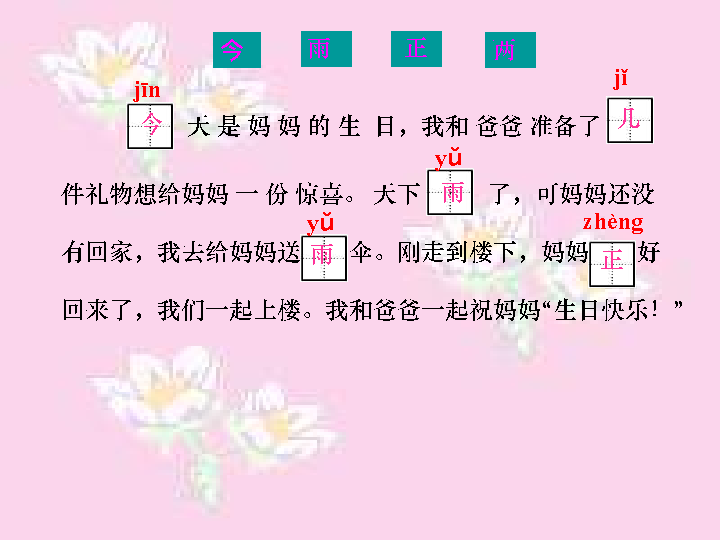 今 雨 正 两
jīn jǐ
今天是妈妈的生日，我和爸爸准备了几
yǔ
件礼物想给妈妈一份惊喜。天下雨了，可妈妈还没
yǔ zhèng
有回家，我去给妈妈送雨伞。刚走到楼下，妈妈正好
回来了，我们一起上楼。我和爸爸一起祝妈妈“生日快乐！”